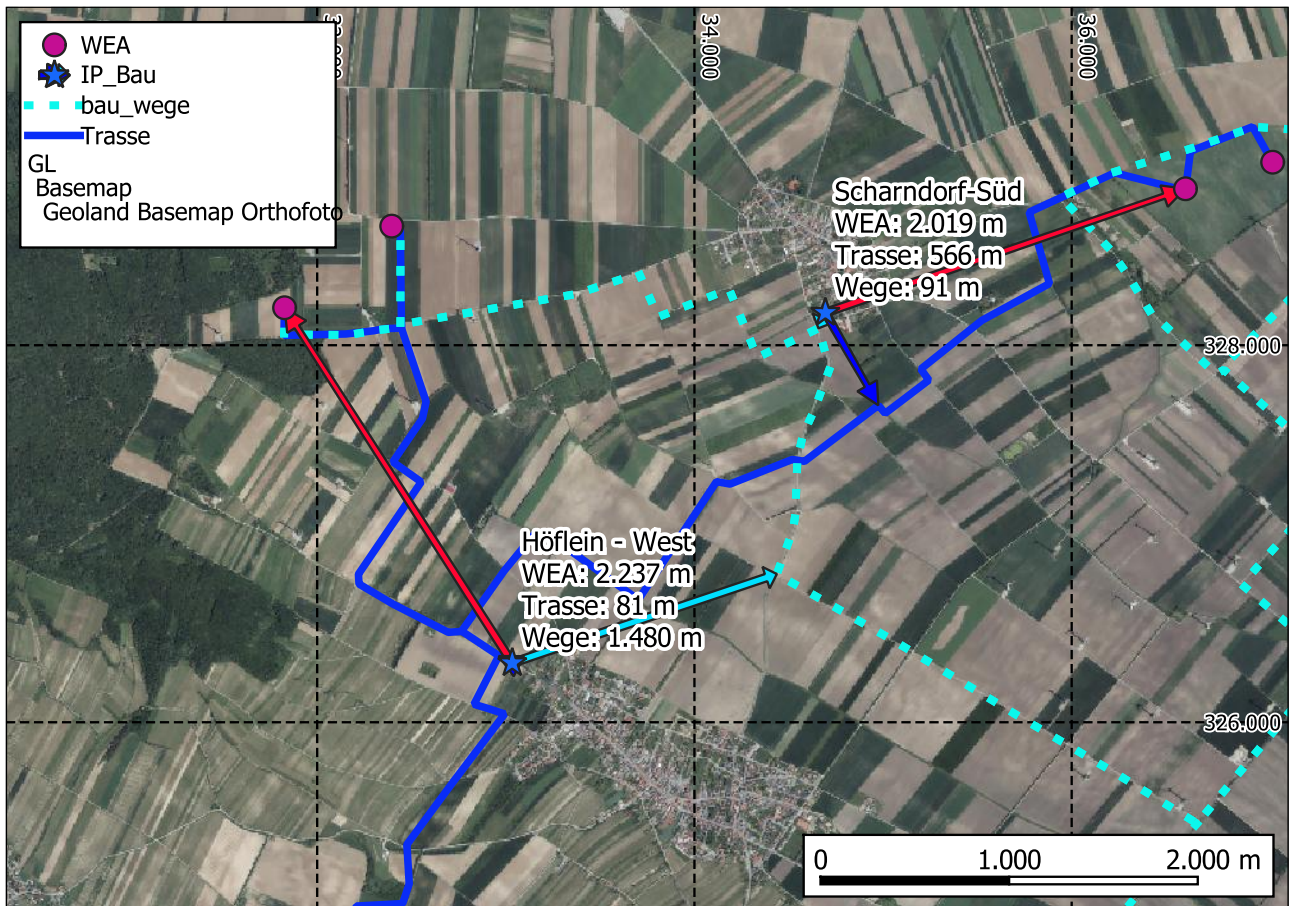 WEA
IP_Bau
bau_wege
Trasse
GL
Basemap
Geoland Basemap Orthofoto
34.000
36.000
Scharndorf-Süd
WEA: 2.019 m
Trasse: 566 m
Wege: 91 m
328.000
Höflein - West
WEA: 2.237 m
Trasse: 81 m
Wege: 1.480 m
326.000
0 1.000 2.000 m